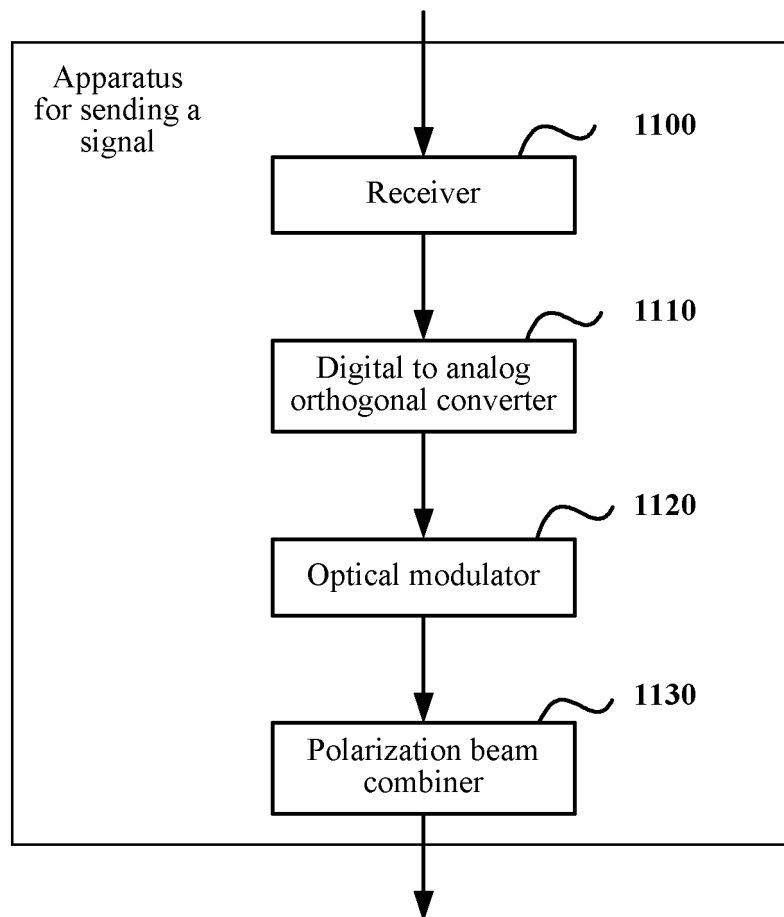 Apparatus
for sending a
signal
1100
Receiver
1110
Digital to analog
orthogonal converter
1120
Optical modulator
1130
Polarization beam
combiner